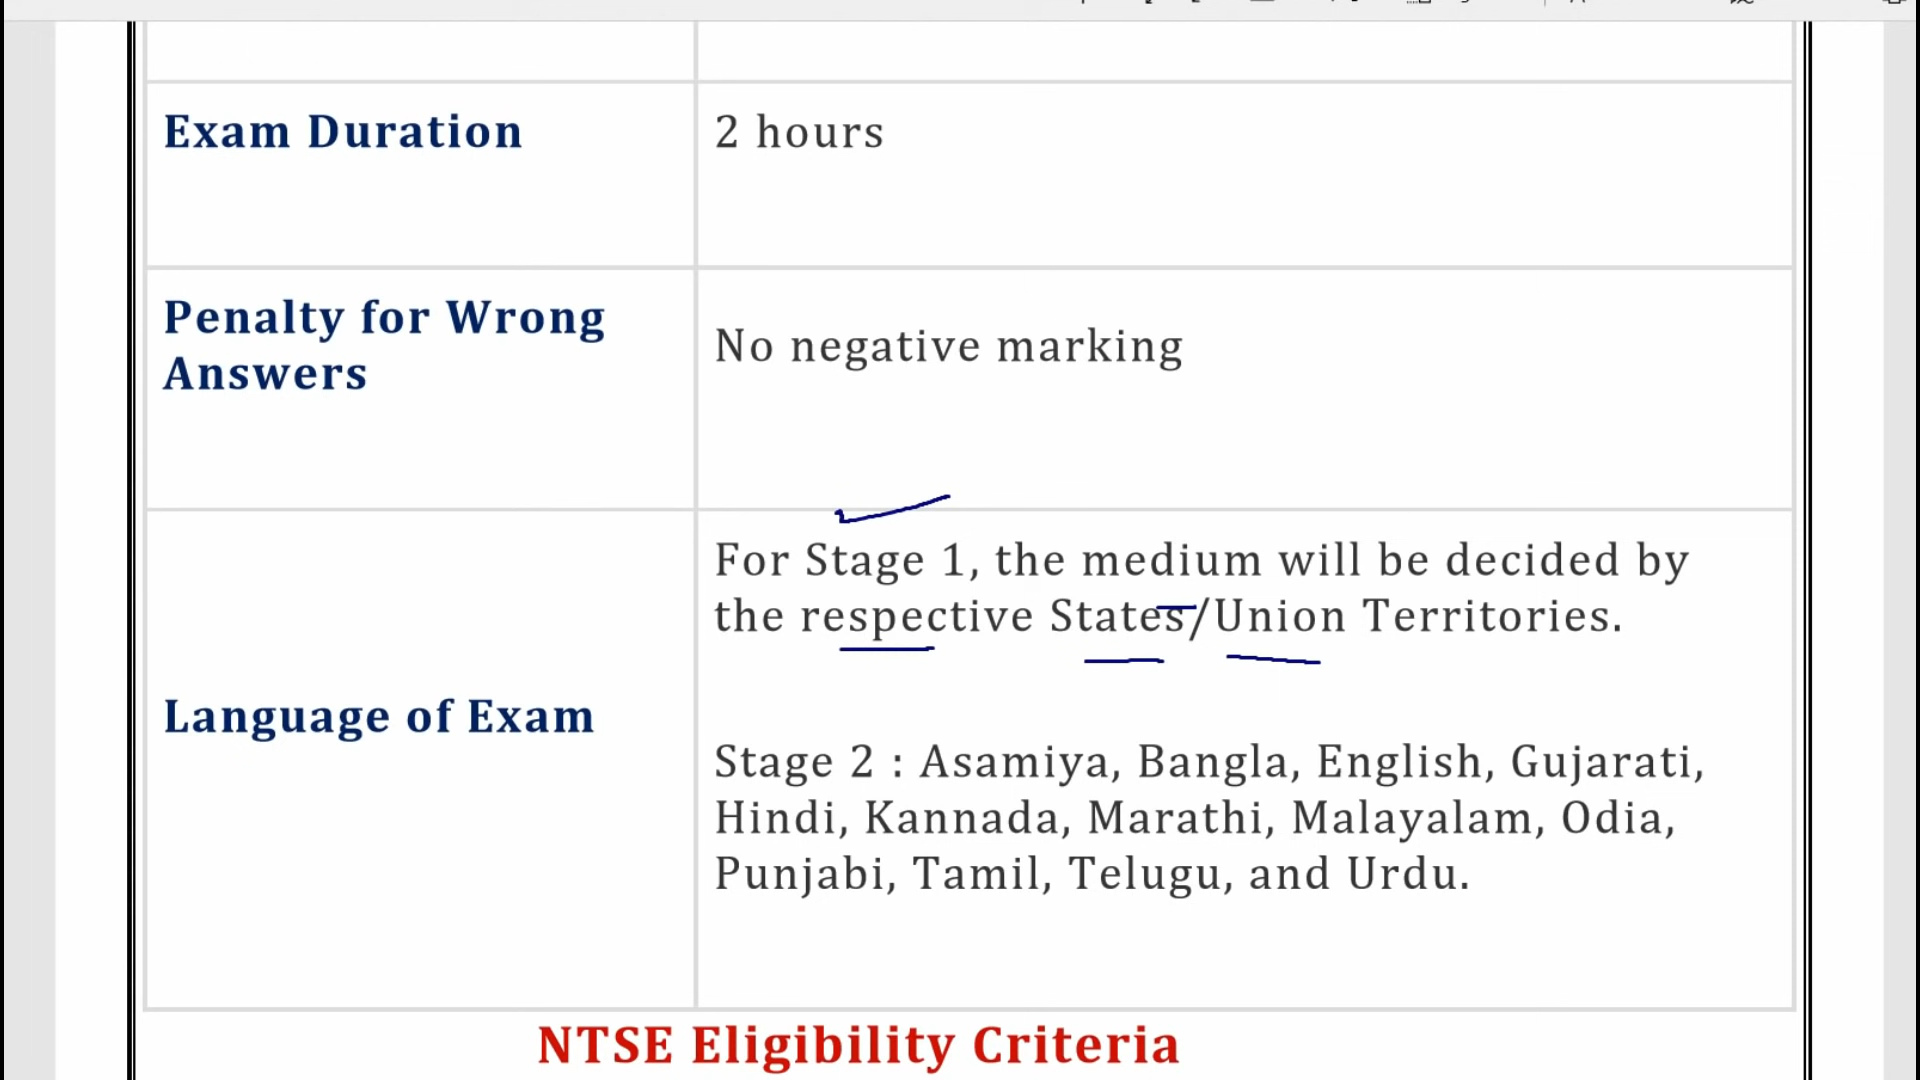 Exam Duration
2 hours
Penalty for Wrong
Answers
No negative marking
Language of Exam
For Stage 1, the medium will be decided by
the respective States/Union Territories.
Stage 2 : Asamiya, Bangla, English, Gujarati,
Hindi, Kannada, Marathi, Malayalam, Odia,
Punjabi, Tamil, Telugu, and Urdu.
NTSE Eligibility Criteria